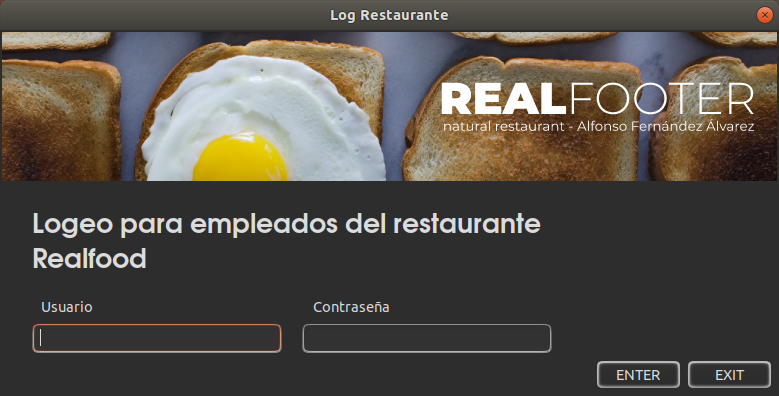 Log Restaurante
REALFOOTER
natural restaurant - Alfonso Fernández Álvarez
Logeo para empleados del restaurante
Realfood
Usuario
Contraseña
ENTER
EXIT